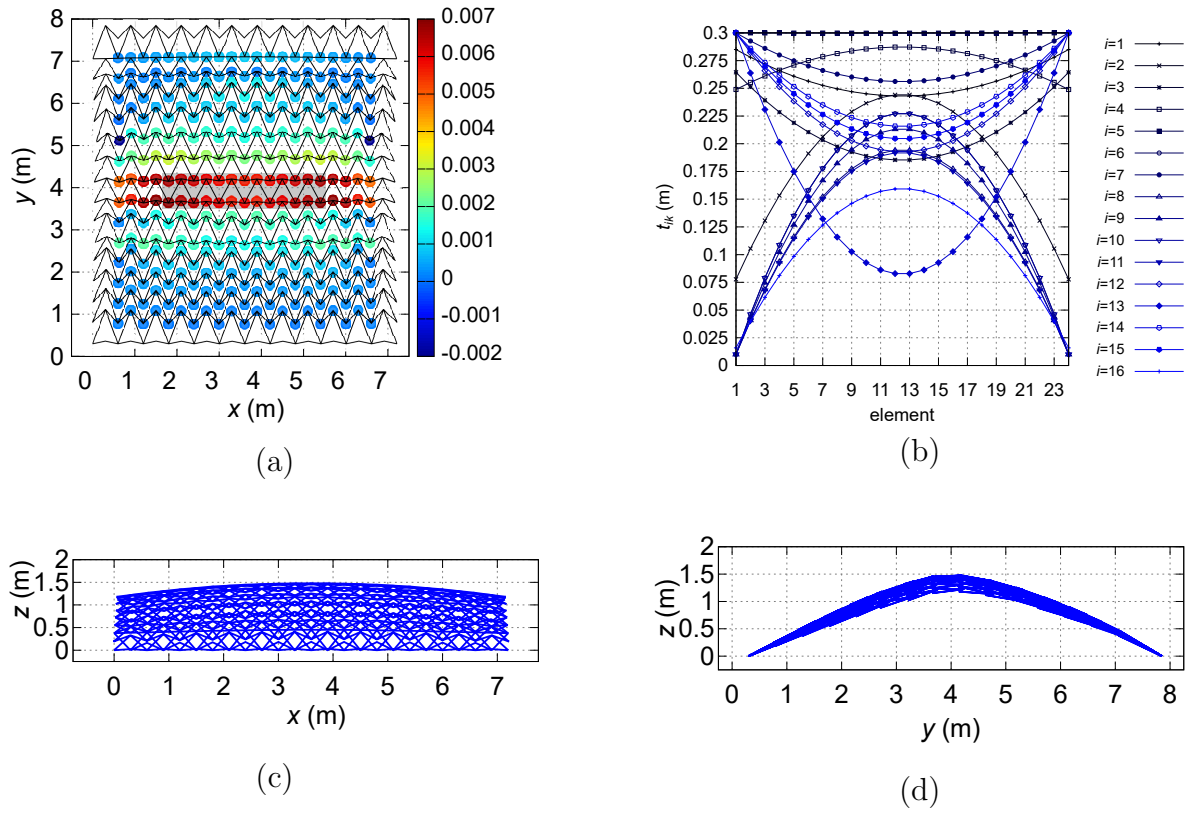 8
7
6
5
4
3
2
1
0
y (m)
0 1 2 3 4 5 6 7
x (m)
0.007
0.006
0.005
0.004
0.003
0.002
0.001
0
-0.001
-0.002
(a)
0.3
0.275
0.25
0.225
0.2
0.175
0.15
0.125
0.1
0.075
0.05
0.025
0
t_ik (m)
1 3 5 7 9 11 13 15 17 19 21 23
element
i=1
i=2
i=3
i=4
i=5
i=6
i=7
i=8
i=9
i=10
i=11
i=12
i=13
i=14
i=15
i=16
(b)
2
1.5
1
0.5
0
z (m)
0 1 2 3 4 5 6 7
x (m)
(c)
2
1.5
1
0.5
0
z (m)
0 1 2 3 4 5 6 7 8
y (m)
(d)